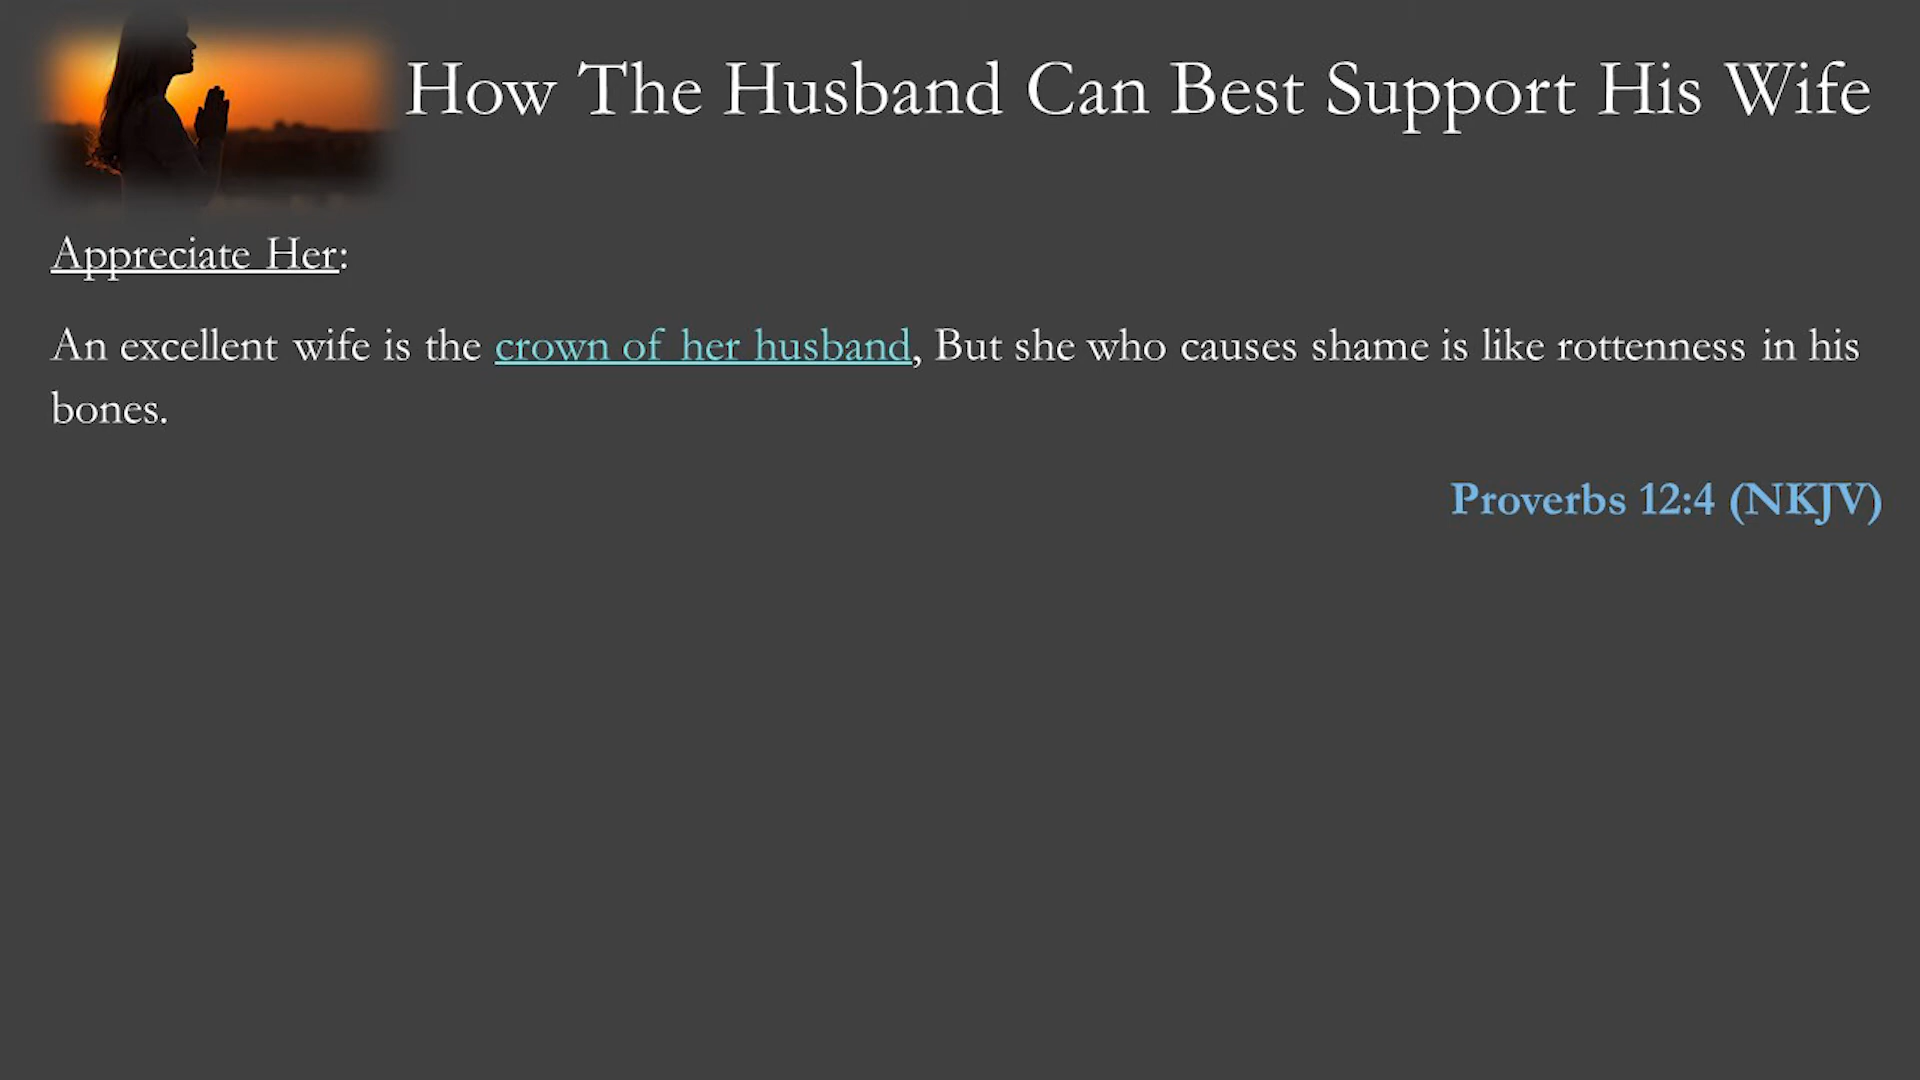 How The Husband Can Best Support His Wife
Appreciate Her:
An excellent wife is the crown of her husband, But she who causes shame is like rottenness in his
bones.
Proverbs 12:4 (NKJV)